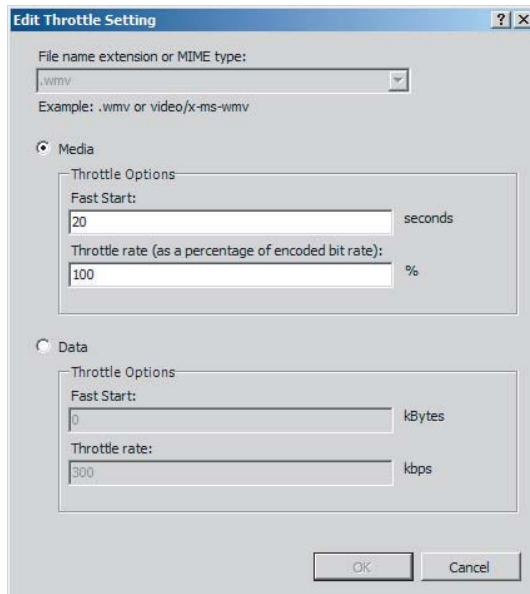 Edit Throttle Setting
File name extension or MIME type:
.wmv
Example: .wmv or video/x-ms-wmv
Media
Throttle Options
Fast Start:
20 seconds
Throttle rate (as a percentage of encoded bit rate):
100 %
Data
Throttle Options
Fast Start:
0 kBytes
Throttle rate:
300 kbps
OK Cancel